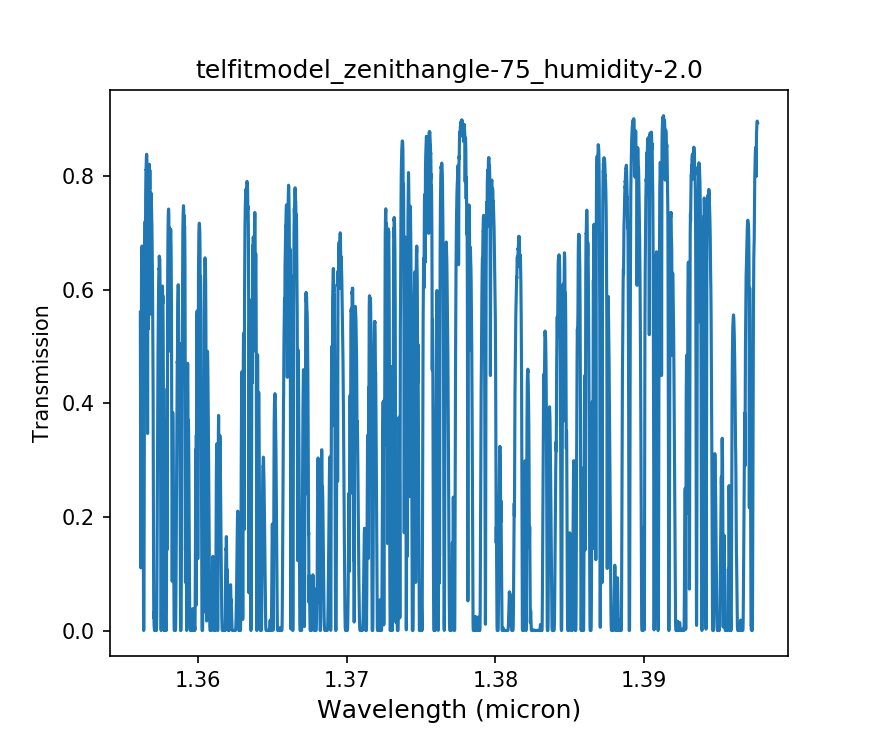 telfitmodel_zenithangle-75_humidity-2.0
Transmission
0.8
0.6
0.4
0.2
0.0
1.36 1.37 1.38 1.39
Wavelength (micron)